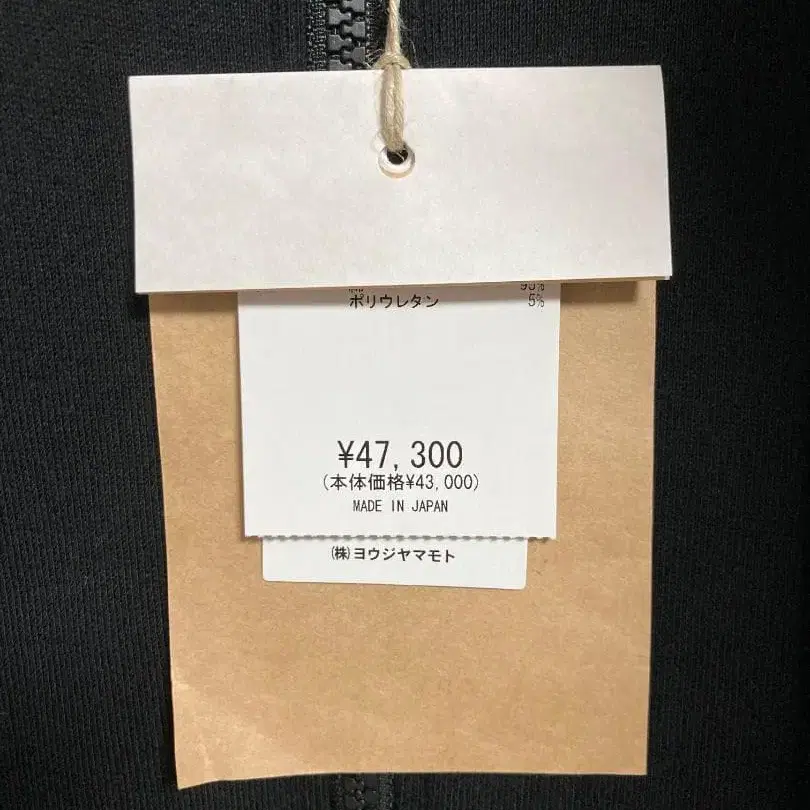 95%
ポリウレタン 5%
¥47,300
(本体価格¥43,000)
MADE IN JAPAN
(株)ヨウジヤマモト